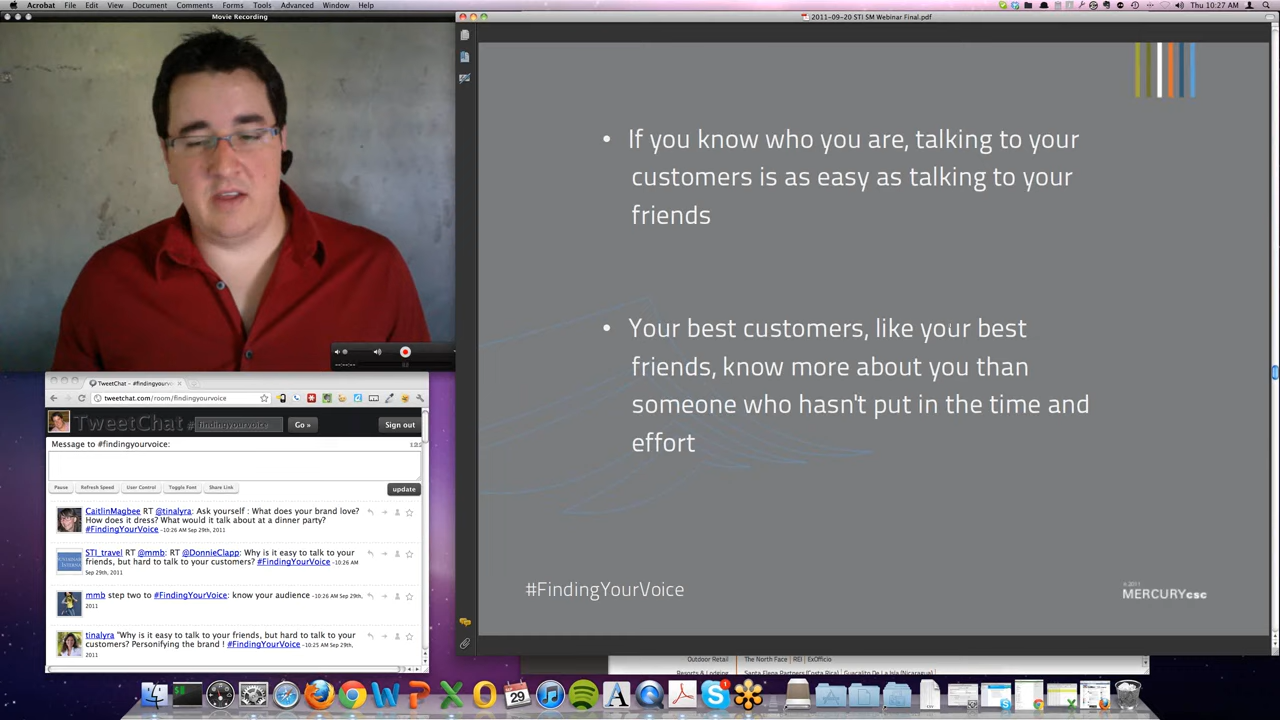 Acrobat File Edit View Document Comments Forms Tools Advanced Window Help
Thu 10:27 AM
Movie Recording
2011-09-20 STI SM Webinar Final.pdf
• If you know who you are, talking to your
customers is as easy as talking to your
friends
• Your best customers, like your best
friends, know more about you than
someone who hasn't put in the time and
effort
#FindingYourVoice
© 2011
MERCURYcsc
TweetChat - #findingyourv
tweetchat.com/room/findingyourvoice
TweetChat # findingyourvoice Go » Sign out
Message to #findingyourvoice:
Pause Refresh Speed User Control Toggle Font Share Link update
CaitlinMagbee RT @tinalyra: Ask yourself : What does your brand love?
How does it dress? What would it talk about at a dinner party?
#FindingYourVoice -10:26 AM Sep 29th, 2011
STI_travel RT @mmb: RT @DonnieClapp: Why is it easy to talk to your
friends, but hard to talk to your customers? #FindingYourVoice -10:26 AM
Sep 29th, 2011
mmb step two to #FindingYourVoice: know your audience -10:26 AM Sep 29th,
2011
tinalyra "Why is it easy to talk to your friends, but hard to talk to your
customers? Personifying the brand ! #FindingYourVoice -10:25 AM Sep 29th,
2011
Outdoor Retail The North Face | REI | ExOfficio